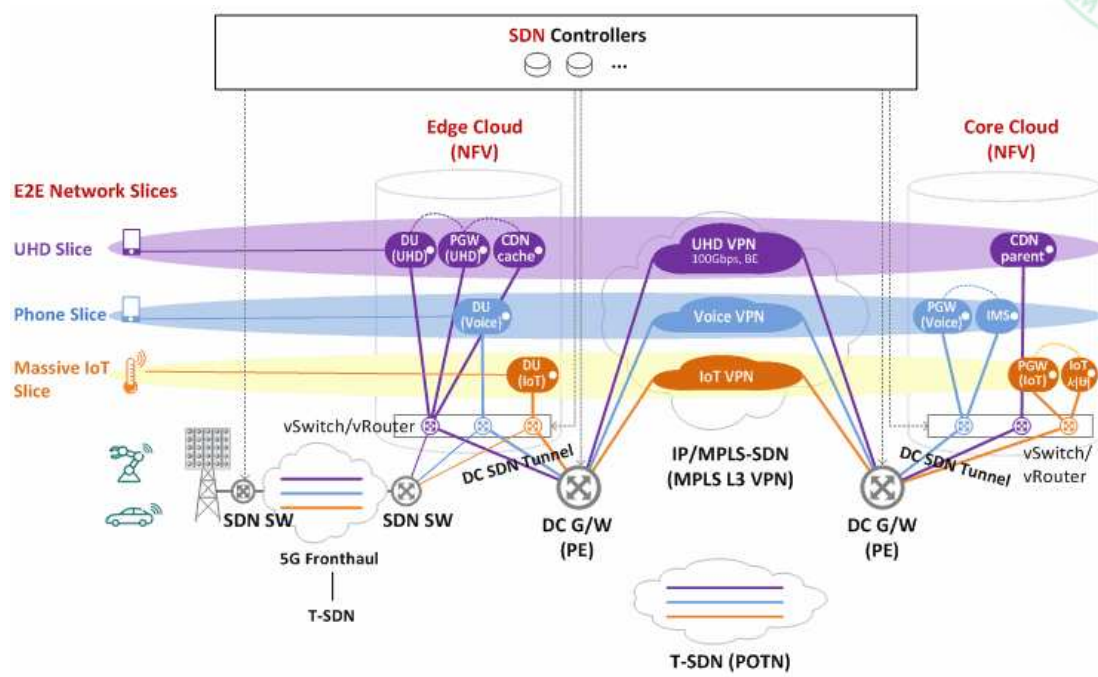 SDN Controllers
...
Edge Cloud
(NFV)
Core Cloud
(NFV)
E2E Network Slices
UHD Slice
DU
(UHD)
PGW
(UHD)
CDN
cache
UHD VPN
100Gbps, BE
CDN
parent
Phone Slice
DU
(Voice)
Voice VPN
PGW
(Voice)
IMS
Massive IoT
Slice
DU
(IoT)
IoT VPN
PGW
(IoT)
IoT
서버
vSwitch/vRouter
DC SDN Tunnel
IP/MPLS-SDN
(MPLS L3 VPN)
DC SDN Tunnel
vSwitch/
vRouter
SDN SW
SDN SW
DC G/W
(PE)
DC G/W
(PE)
5G Fronthaul
T-SDN
T-SDN (POTN)